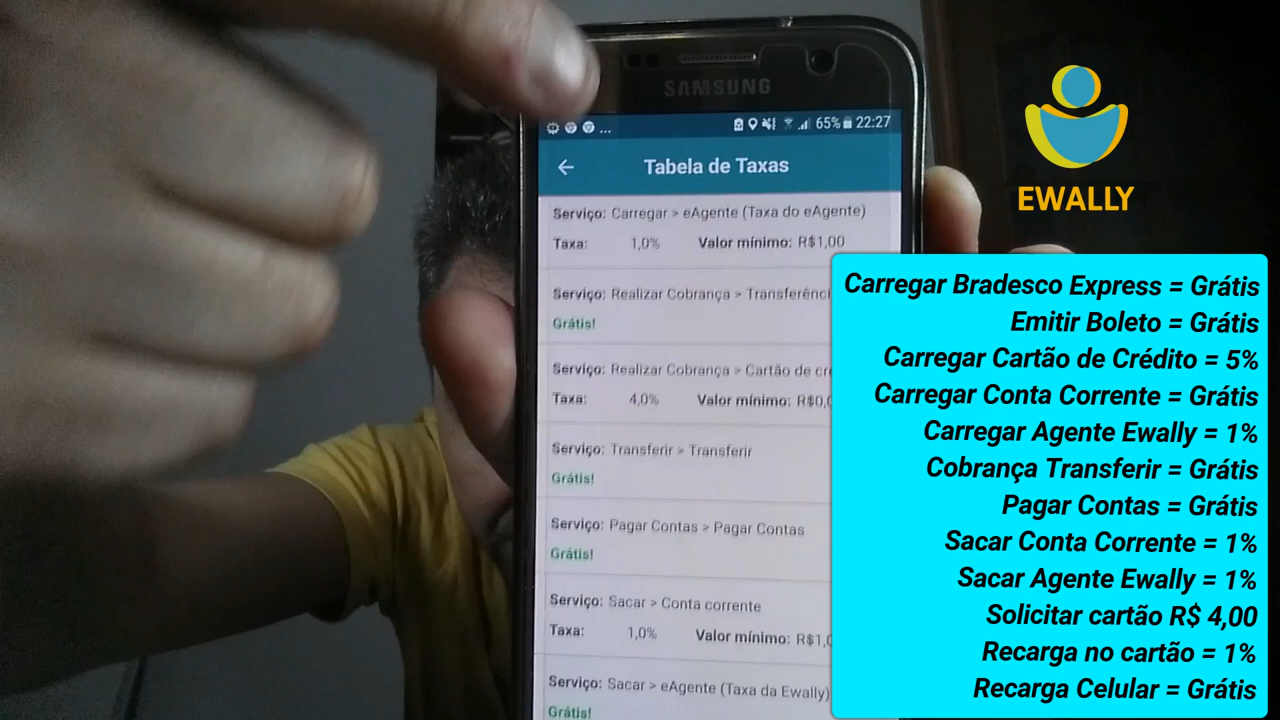 SAMSUNG
65% 22:27
Tabela de Taxas
Serviço: Carregar > eAgente (Taxa do eAgente)
Taxa: 1,0% Valor mínimo: R$1,00
Serviço: Realizar Cobrança > Transferênci
Grátis!
Serviço: Realizar Cobrança > Cartão de cré
Taxa: 4,0% Valor mínimo: R$0,0
Serviço: Transferir > Transferir
Grátis!
Serviço: Pagar Contas > Pagar Contas
Grátis!
Serviço: Sacar > Conta corrente
Taxa: 1,0% Valor mínimo: R$1,0
Serviço: Sacar > eAgente (Taxa da Ewally)
Grátis!
EWALLY
Carregar Bradesco Express = Grátis
Emitir Boleto = Grátis
Carregar Cartão de Crédito = 5%
Carregar Conta Corrente = Grátis
Carregar Agente Ewally = 1%
Cobrança Transferir = Grátis
Pagar Contas = Grátis
Sacar Conta Corrente = 1%
Sacar Agente Ewally = 1%
Solicitar cartão R$ 4,00
Recarga no cartão = 1%
Recarga Celular = Grátis